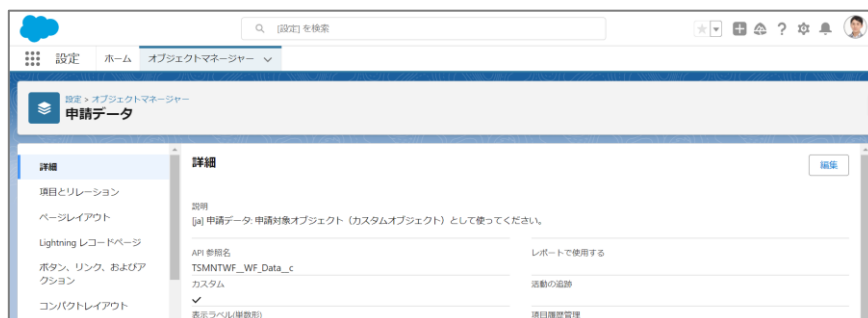 [設定] を検索
設定 ホーム オブジェクトマネージャー
設定 > オブジェクトマネージャー
申請データ
詳細
項目とリレーション
ページレイアウト
Lightning レコードページ
ボタン、リンク、およびア
クション
コンパクトレイアウト
詳細
編集
説明
[ja] 申請データ: 申請対象オブジェクト（カスタムオブジェクト）として使ってください。
API 参照名
TSMNTWF__WF_Data__c
カスタム
表示ラベル(単数形)
レポートで使用する
活動の追跡
項目履歴管理